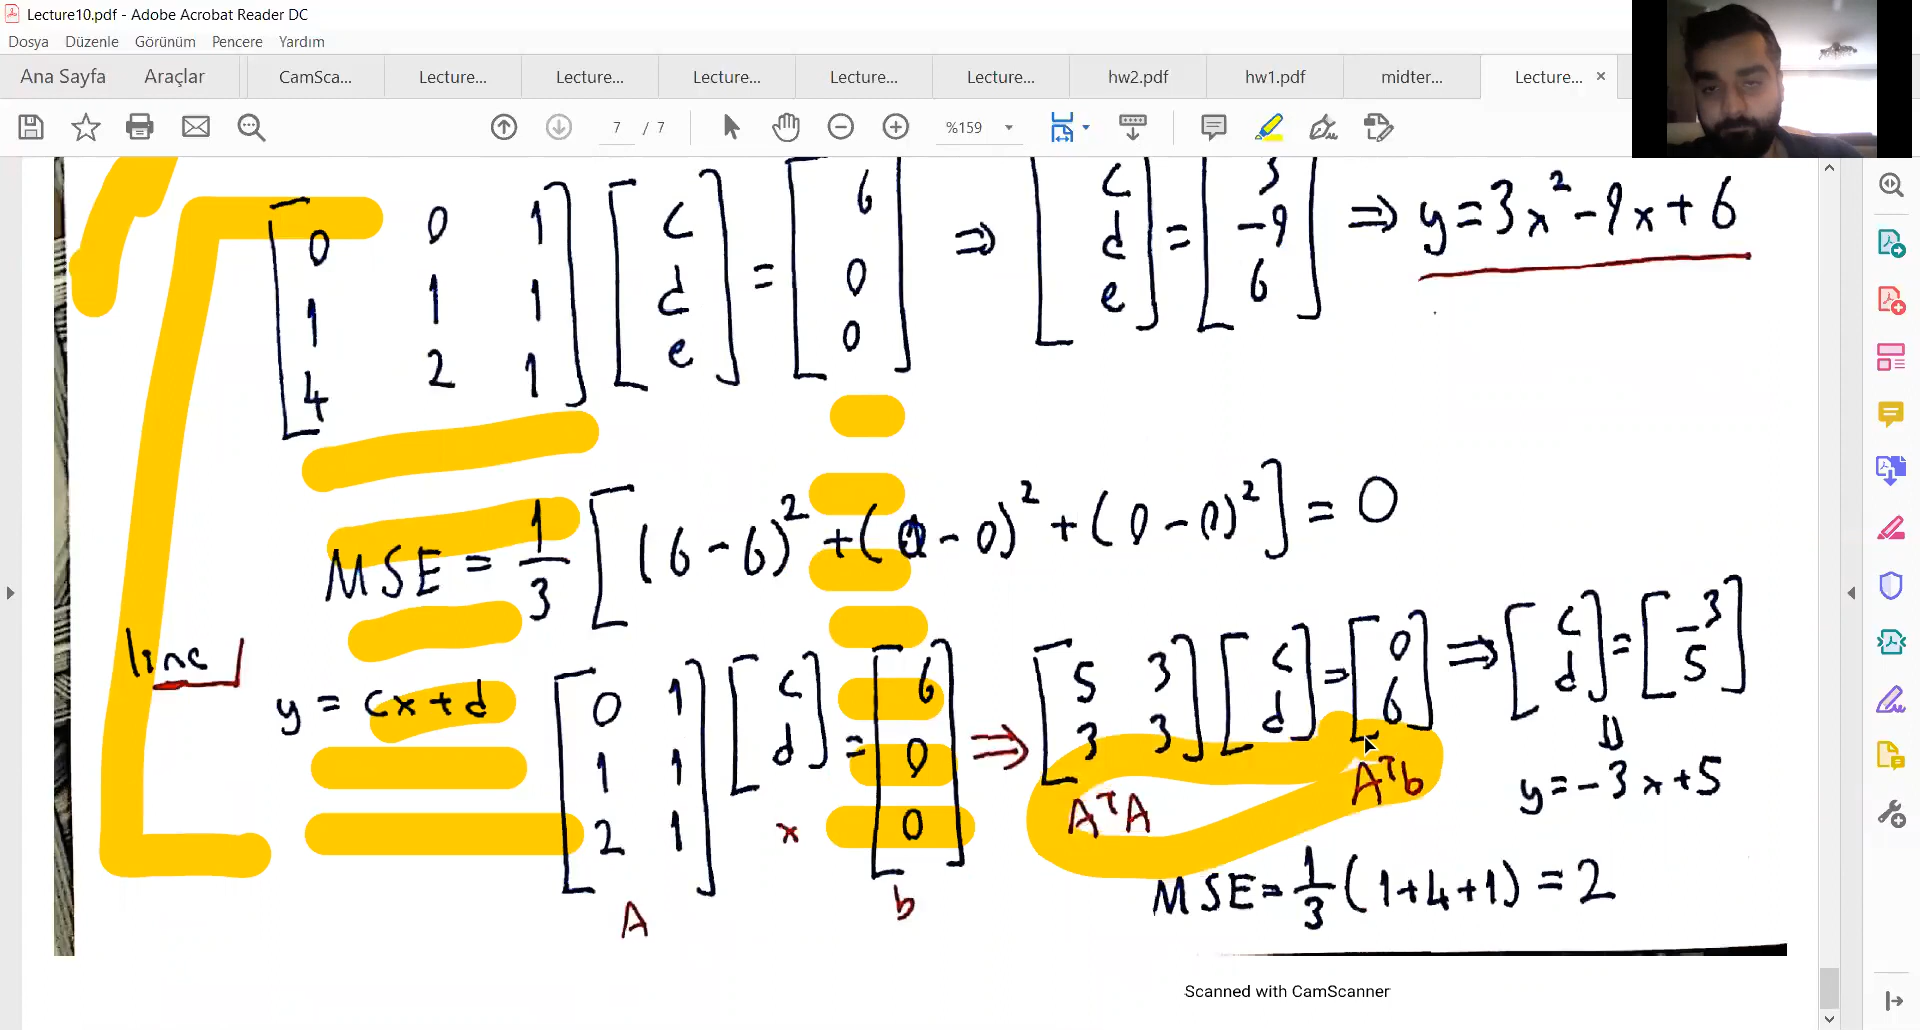 Lecture10.pdf - Adobe Acrobat Reader DC
Dosya Düzenle Görünüm Pencere Yardım
Ana Sayfa Araçlar CamSca... Lecture... Lecture... Lecture... Lecture... Lecture... hw2.pdf hw1.pdf midter... Lecture... ×
7 / 7 %159
[0 0 1; 1 1 1; 4 2 1] [c; d; e] = [6; 0; 0] ⇒ [c; d; e] = [3; -9; 6] ⇒ y = 3x² - 9x + 6
MSE = 1/3 [(6-6)² + (0-0)² + (0-0)²] = 0
line
y = cx + d [0 1; 1 1; 2 1] [c; d] = [6; 0; 0] ⇒ [5 3; 3 3] [c; d] = [0; 6] ⇒ [c; d] = [-3; 5]
A x b AᵀA Aᵀb
⇓
y = -3x + 5
MSE = 1/3 (1+4+1) = 2
Scanned with CamScanner